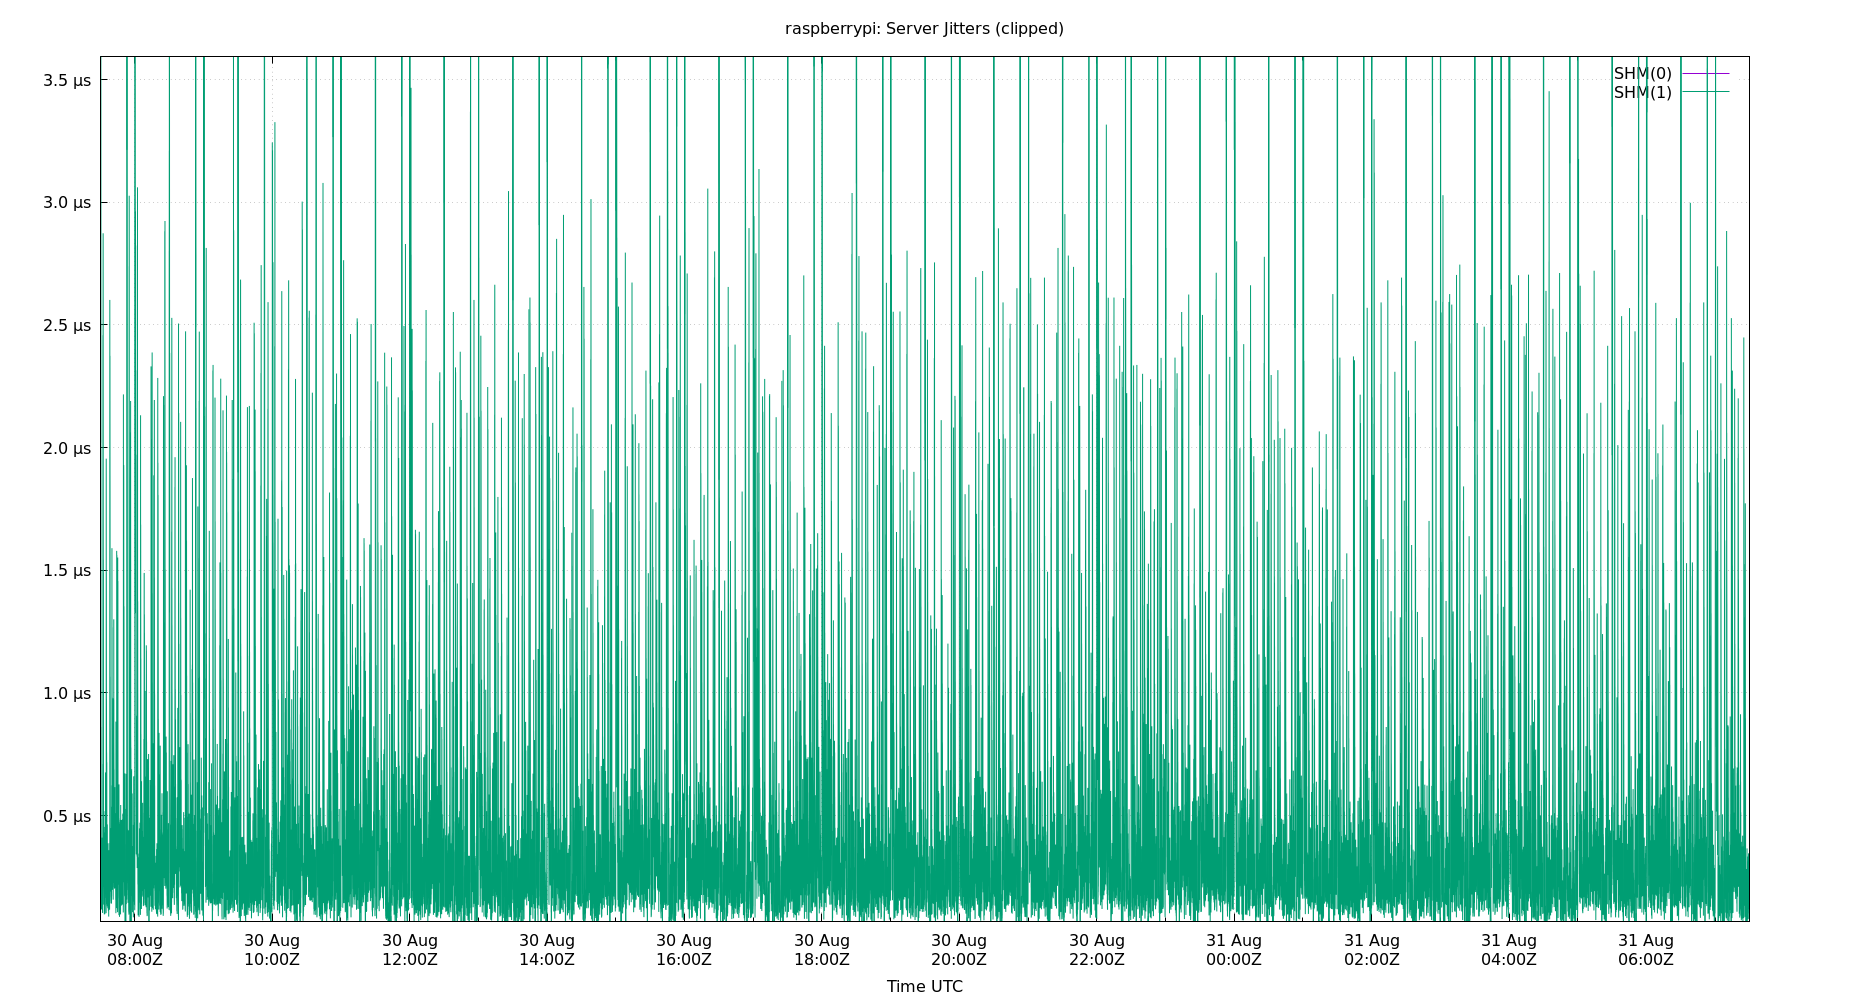 raspberrypi: Server Jitters (clipped)
SHM(0)
SHM(1)
3.5 µs
3.0 µs
2.5 µs
2.0 µs
1.5 µs
1.0 µs
0.5 µs
30 Aug 30 Aug 30 Aug 30 Aug 30 Aug 30 Aug 30 Aug 30 Aug 31 Aug 31 Aug 31 Aug 31 Aug
08:00Z 10:00Z 12:00Z 14:00Z 16:00Z 18:00Z 20:00Z 22:00Z 00:00Z 02:00Z 04:00Z 06:00Z
Time UTC